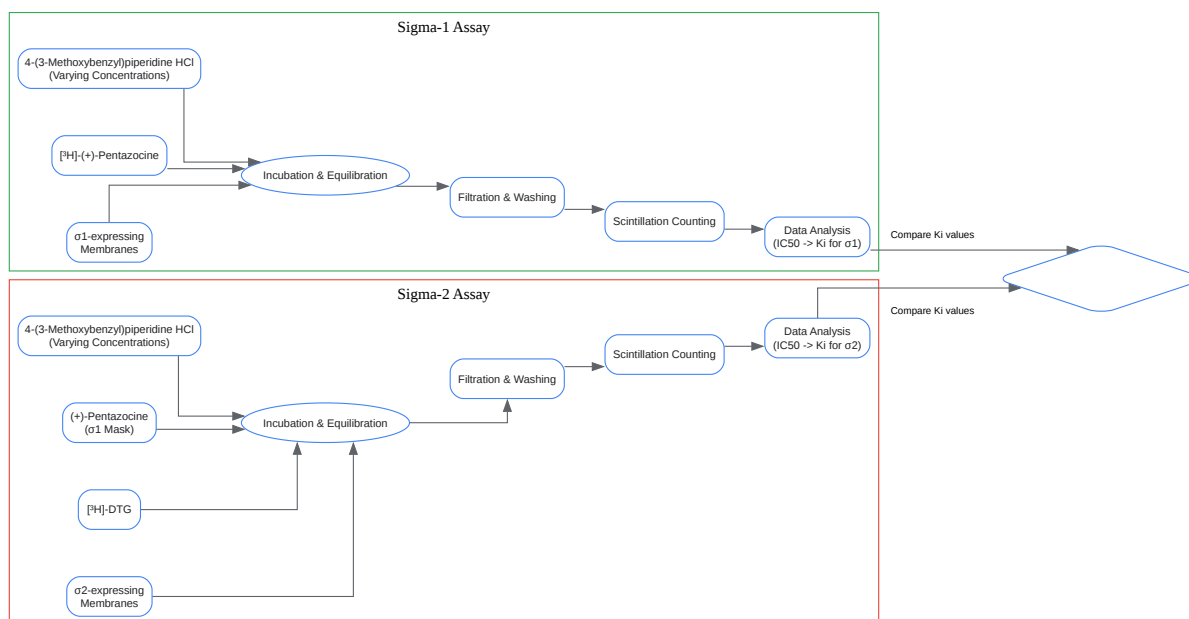 Sigma-1 Assay
4-(3-Methoxybenzyl)piperidine HCl
(Varying Concentrations)
[³H]-(+)-Pentazocine
σ1-expressing
Membranes
Incubation & Equilibration
Filtration & Washing
Scintillation Counting
Data Analysis
(IC50 -> Ki for σ1)
Compare Ki values
Sigma-2 Assay
4-(3-Methoxybenzyl)piperidine HCl
(Varying Concentrations)
(+)-Pentazocine
(σ1 Mask)
[³H]-DTG
σ2-expressing
Membranes
Incubation & Equilibration
Filtration & Washing
Scintillation Counting
Data Analysis
(IC50 -> Ki for σ2)
Compare Ki values